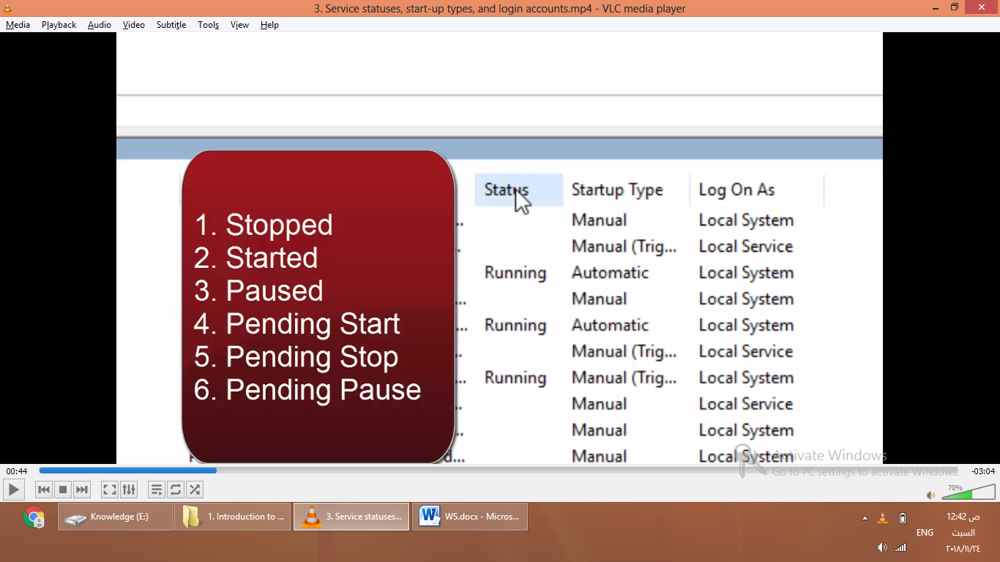 3. Service statuses, start-up types, and login accounts.mp4 - VLC media player
Media Playback Audio Video Subtitle Tools View Help
Status Startup Type Log On As
1. Stopped
2. Started
3. Paused
4. Pending Start
5. Pending Stop
6. Pending Pause
Manual Local System
Manual (Trig... Local Service
Running Automatic Local System
Manual Local System
Running Automatic Local System
Manual (Trig... Local Service
Running Manual (Trig... Local System
Manual Local Service
Manual Local System
Manual Local System
Activate Windows
Go to PC settings to activate Windows.
00:44 -03:04
70%
Knowledge (E:) 1. Introduction to ... 3. Service statuses... WS.docx - Micros...
ENG
12:42 ص
السبت
٢٠١٨/١١/٢٤